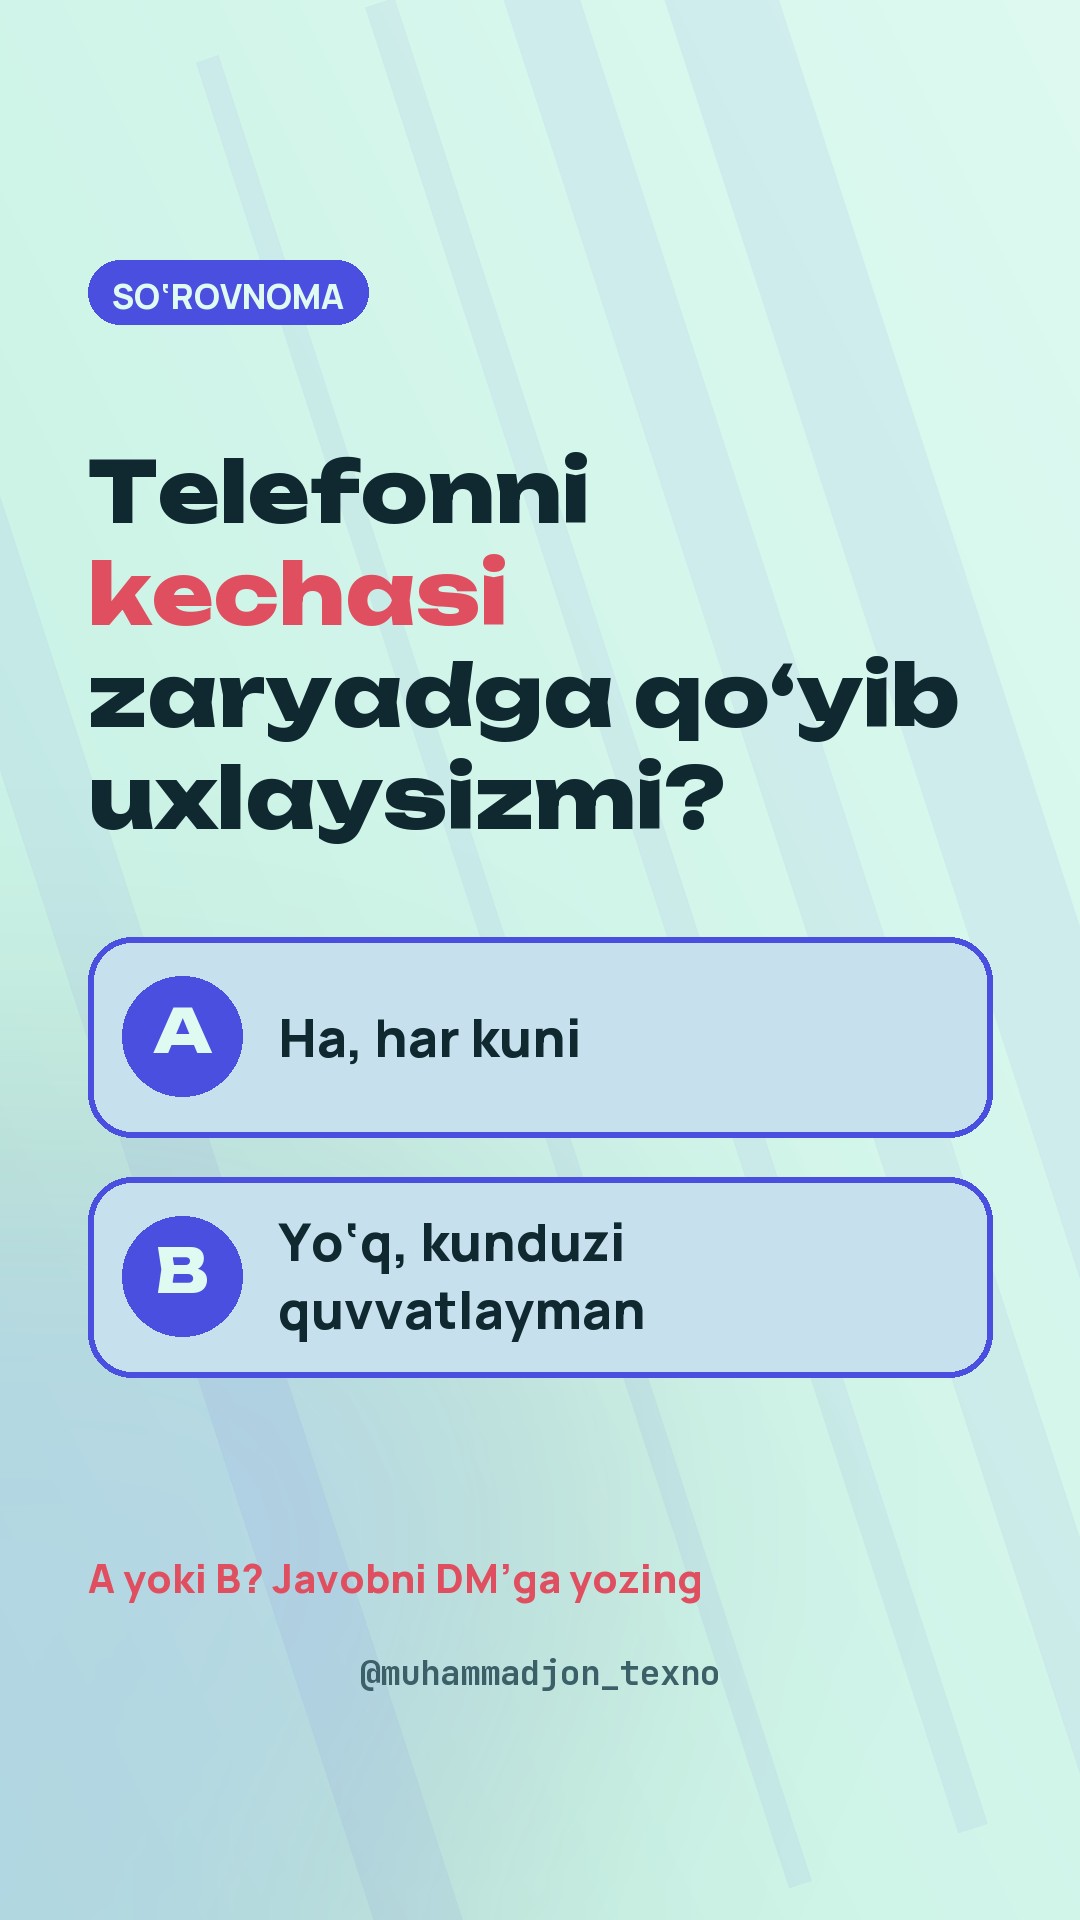 SO‘ROVNOMA
Telefonni
kechasi
zaryadga qo‘yib
uxlaysizmi?
A
Ha, har kuni
B
Yo‘q, kunduzi
quvvatlayman
A yoki B? Javobni DM’ga yozing
@muhammadjon_texno